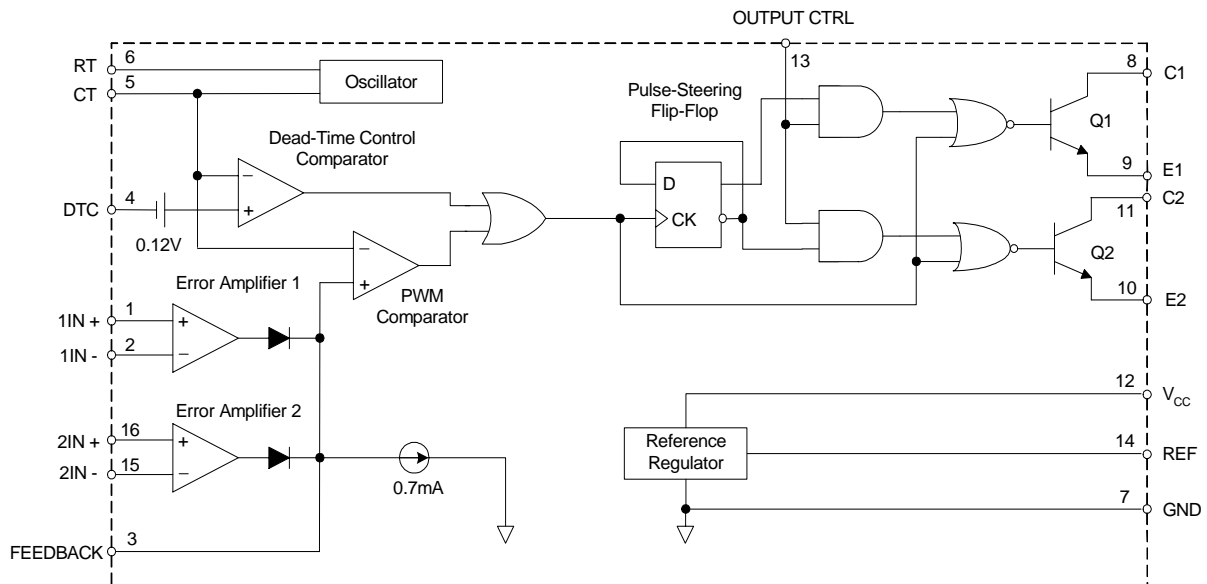 OUTPUT CTRL
13
RT
6
CT
5
Oscillator
Pulse-Steering
Flip-Flop
8
C1
Q1
9
E1
Dead-Time Control
Comparator
D
CK
DTC
4
0.12V
C2
11
Q2
10
E2
PWM
Comparator
Error Amplifier 1
1IN +
1
1IN -
2
Error Amplifier 2
2IN +
16
2IN -
15
0.7mA
FEEDBACK
3
Reference
Regulator
12
VCC
14
REF
7
GND